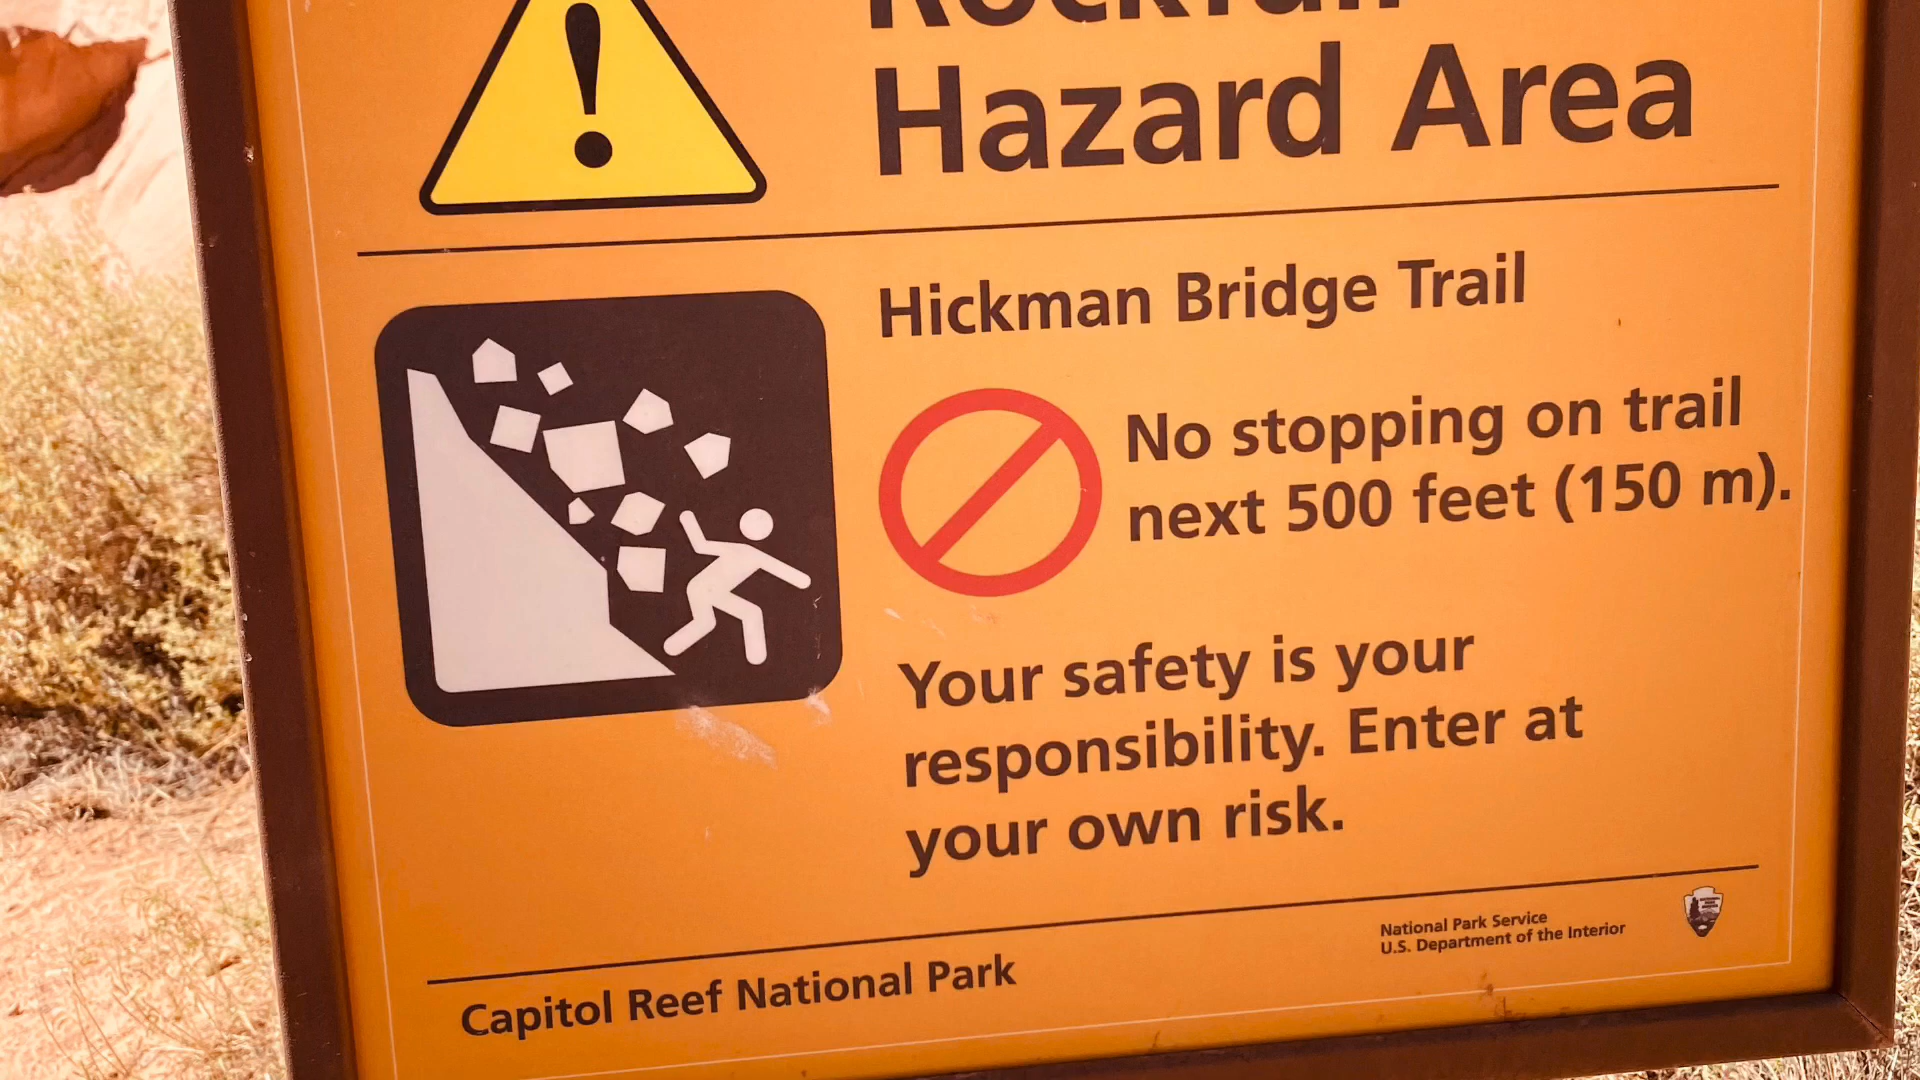 Rockfall
Hazard Area
Hickman Bridge Trail
No stopping on trail
next 500 feet (150 m).
Your safety is your
responsibility. Enter at
your own risk.
National Park Service
U.S. Department of the Interior
Capitol Reef National Park